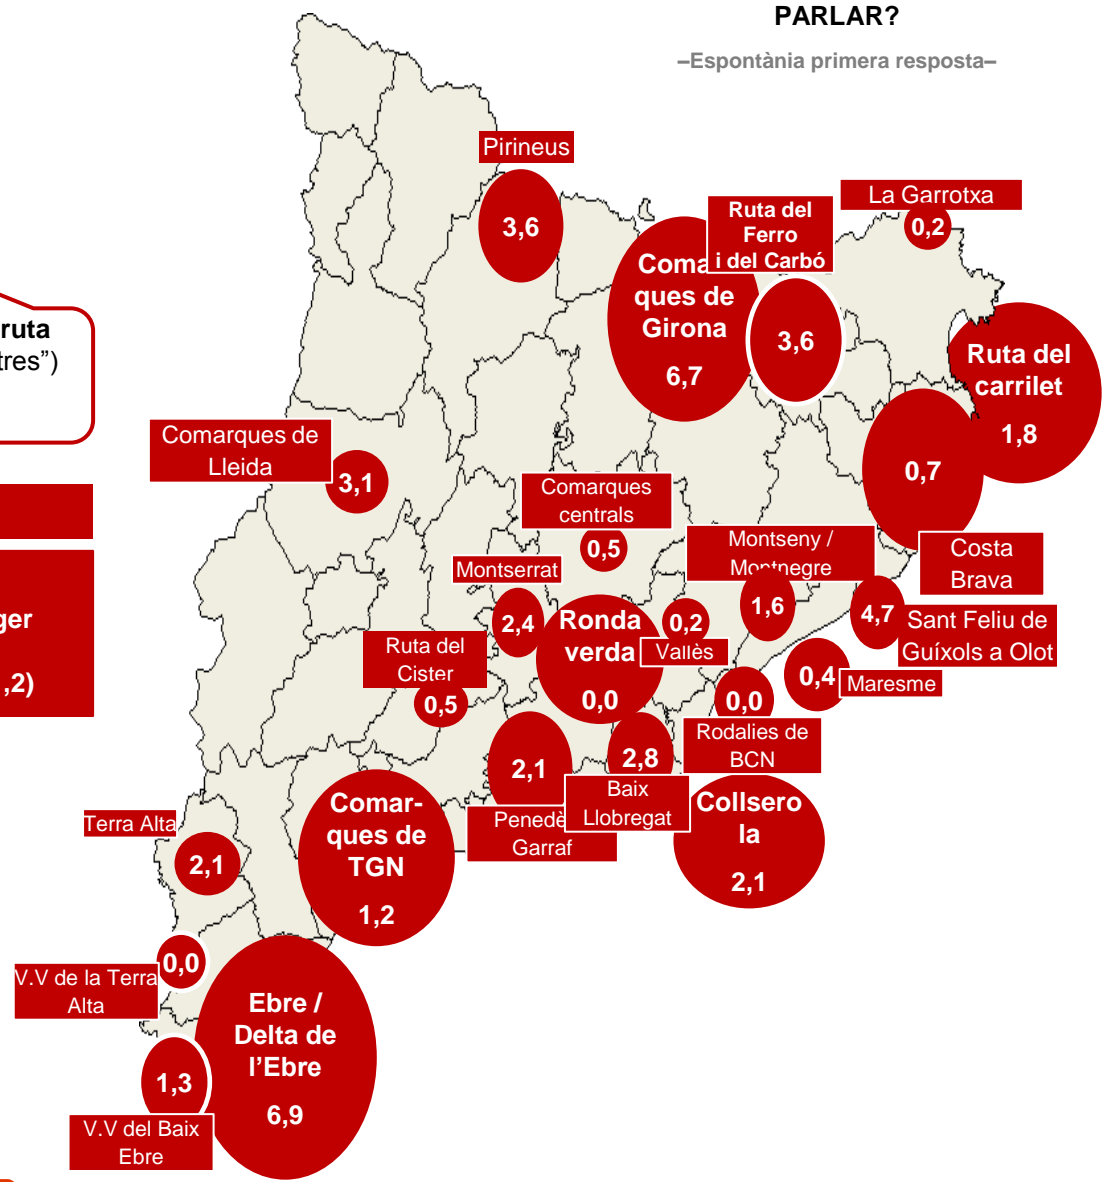 PARLAR?
–Espontània primera resposta–
Pirineus
3,6
La Garrotxa
0,2
Ruta del
Ferro
i del Carbó
3,6
Coma
ques de
Girona
6,7
ruta
tres”)
Ruta del
carrilet
1,8
Comarques de
Lleida
3,1
0,7
Costa
Brava
Comarques
centrals
0,5
Montseny /
Montnegre
1,6
Montserrat
2,4
Ronda
verda
0,0
0,2
Vallès
4,7
Sant Feliu de
Guíxols a Olot
0,4
Maresme
ger
,2)
Ruta del
Cister
0,5
0,0
Rodalies de
BCN
2,1
Penedè
Garraf
2,8
Baix
Llobregat
Collsero
la
2,1
Comar-
ques de
TGN
1,2
Terra Alta
2,1
0,0
V.V de la Terra
Alta
Ebre /
Delta de
l’Ebre
6,9
1,3
V.V del Baix
Ebre